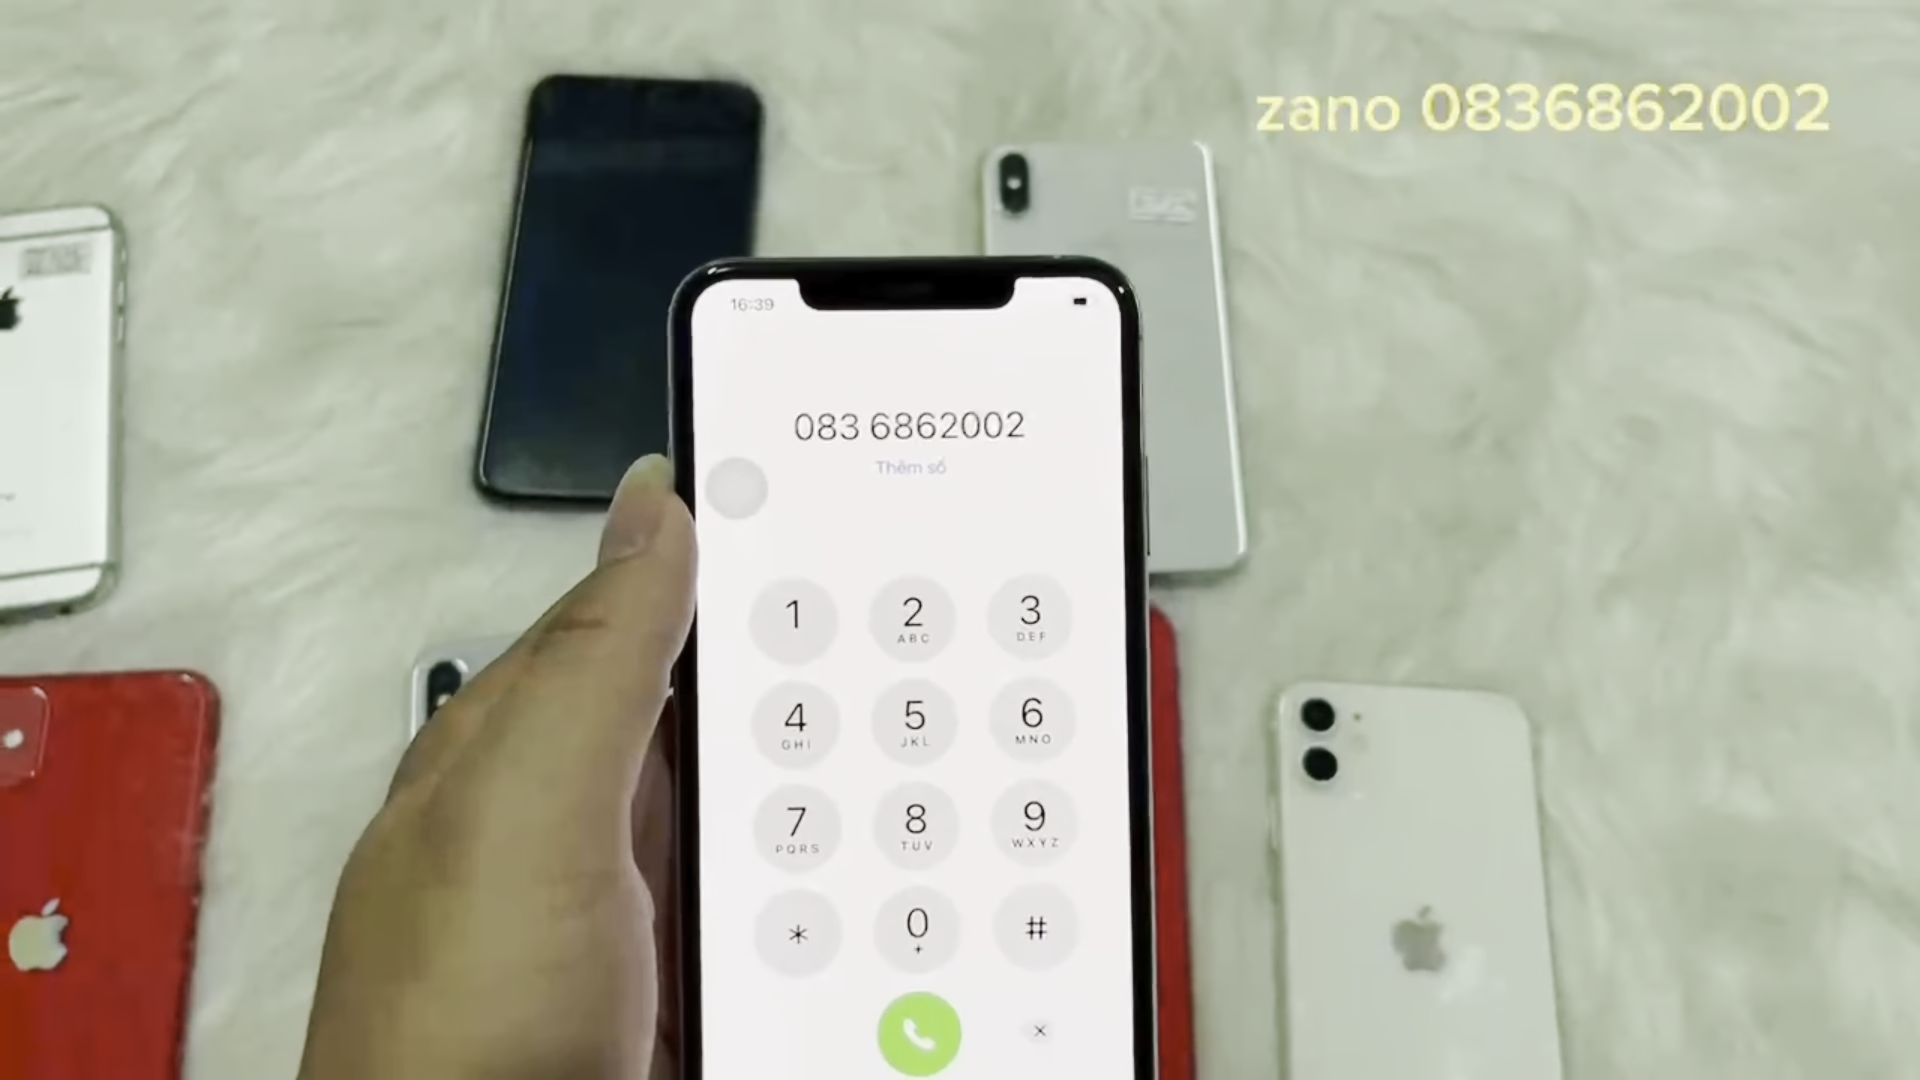 zano 0836862002
16:39
083 6862002
Thêm số
1
2
ABC
3
DEF
4
GHI
5
JKL
6
MNO
7
PQRS
8
TUV
9
WXYZ
*
0
+
#